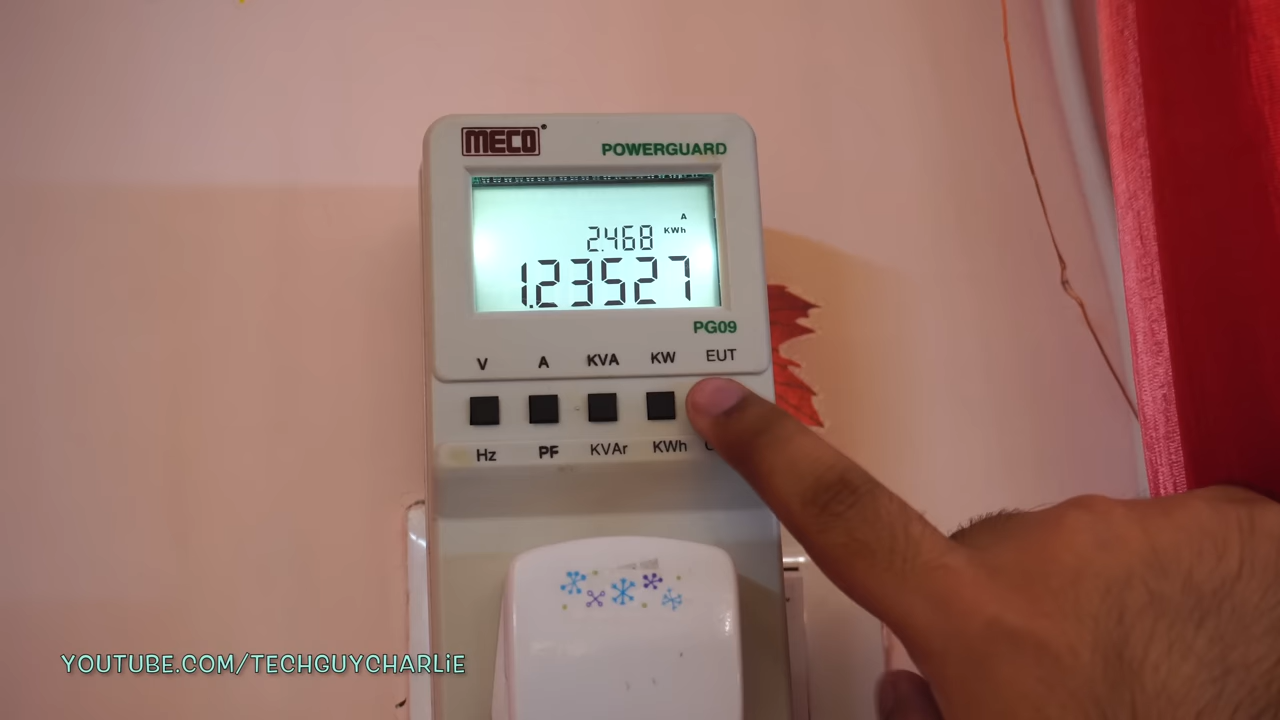 MECO
POWERGUARD
A
2.468 KWh
1.23527
PG09
V A KVA KW EUT
Hz PF KVAr KWh
YOUTUBE.COM/TECHGUYCHARLiE